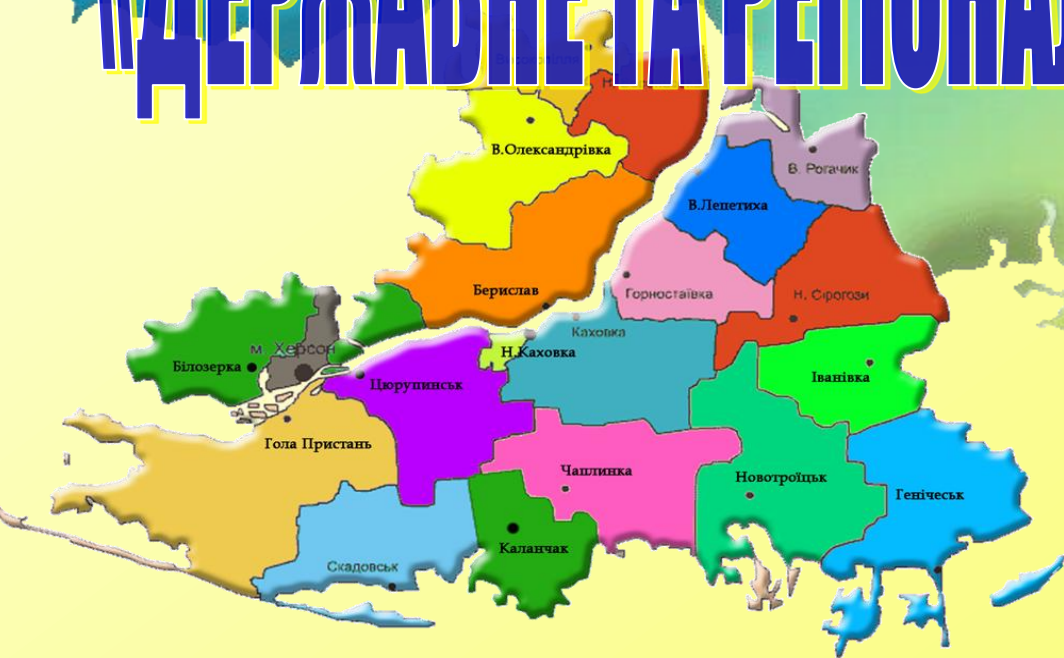 «ДЕРЖАВНЕ ТА РЕГІОНА
Високопілля
В.Олександрівка
В. Рогачик
В.Лепетиха
Берислав
Горностаївка
Н. Сірогози
Каховка
м. Херсон
Н.Каховка
Білозерка
Іванівка
Цюрупинськ
Гола Пристань
Чаплинка
Новотроїцьк
Генічеськ
Каланчак
Скадовськ